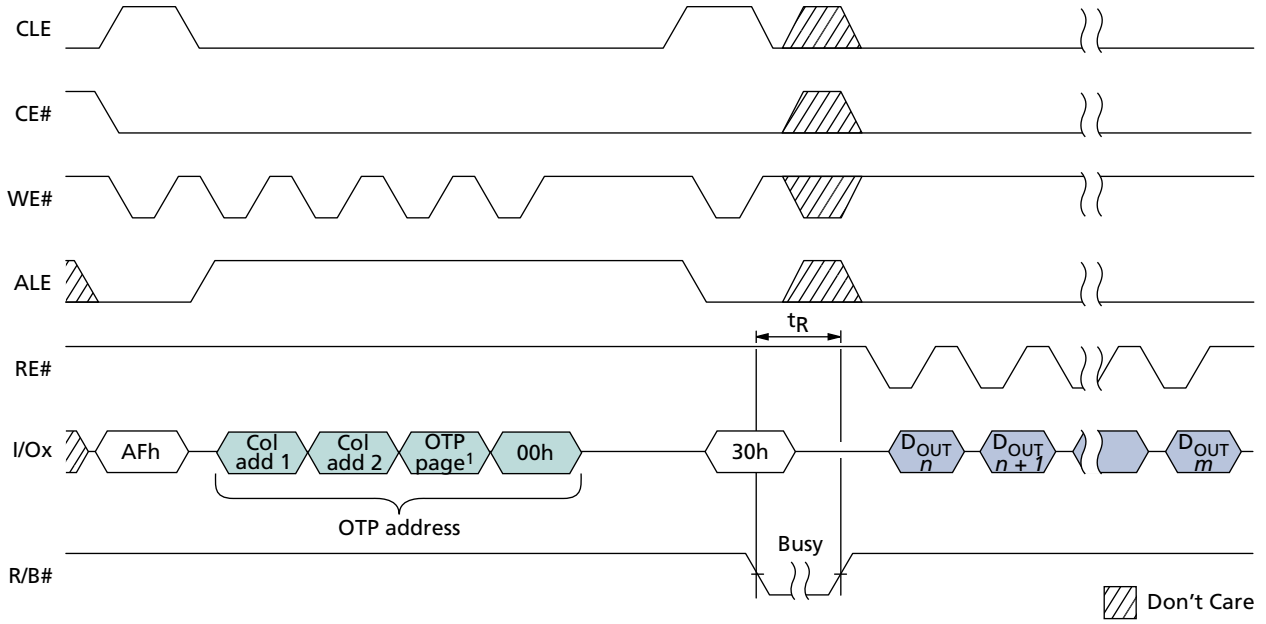 CLE
CE#
WE#
ALE
tR
RE#
I/Ox
AFh
Col
add 1
Col
add 2
OTP
page1
00h
30h
DOUT
n
DOUT
n + 1
DOUT
m
OTP address
Busy
R/B#
Don't Care